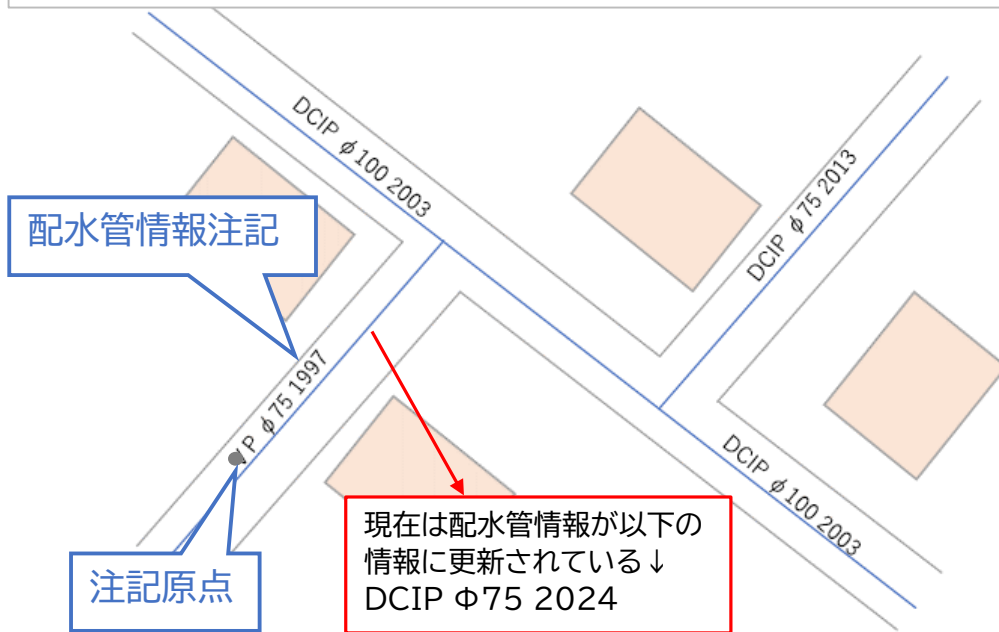 DCIP φ100 2003
DCIP φ75 2013
配水管情報注記
VP φ75 1997
DCIP φ100 2003
現在は配水管情報が以下の
情報に更新されている↓
DCIP Φ75 2024
注記原点